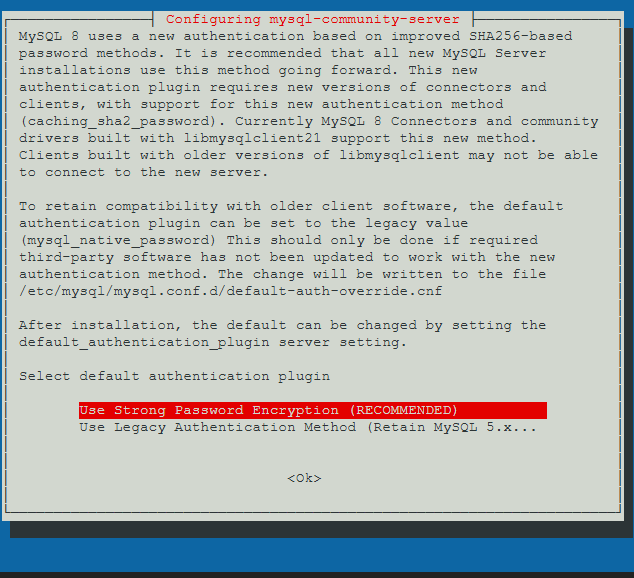 Configuring mysql-community-server
MySQL 8 uses a new authentication based on improved SHA256-based
password methods. It is recommended that all new MySQL Server
installations use this method going forward. This new
authentication plugin requires new versions of connectors and
clients, with support for this new authentication method
(caching_sha2_password). Currently MySQL 8 Connectors and community
drivers built with libmysqlclient21 support this new method.
Clients built with older versions of libmysqlclient may not be able
to connect to the new server.
To retain compatibility with older client software, the default
authentication plugin can be set to the legacy value
(mysql_native_password) This should only be done if required
third-party software has not been updated to work with the new
authentication method. The change will be written to the file
/etc/mysql/mysql.conf.d/default-auth-override.cnf
After installation, the default can be changed by setting the
default_authentication_plugin server setting.
Select default authentication plugin
Use Strong Password Encryption (RECOMMENDED)
Use Legacy Authentication Method (Retain MySQL 5.x...
<Ok>